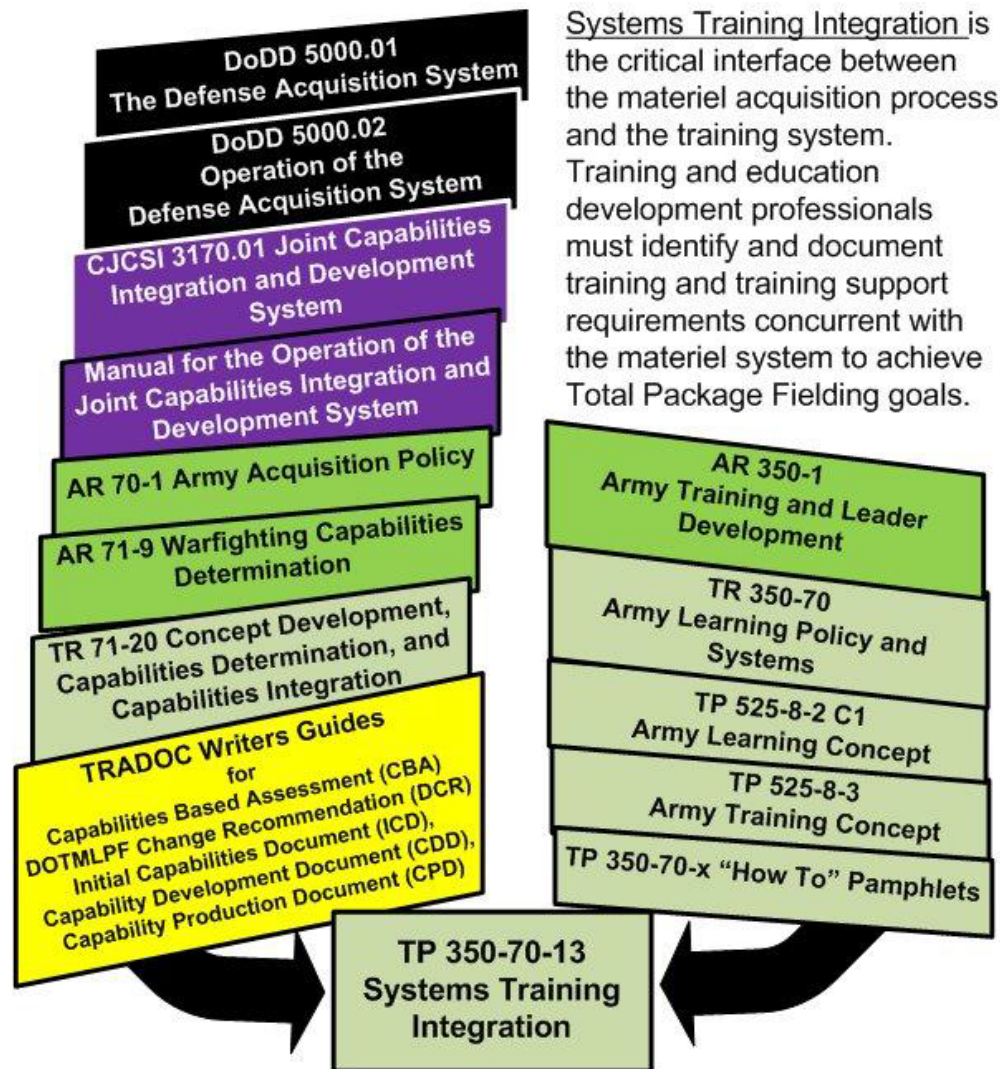 DoDD 5000.01
The Defense Acquisition System
DoDD 5000.02
Operation of the
Defense Acquisition System
CJCSI 3170.01 Joint Capabilities
Integration and Development
System
Manual for the Operation of the
Joint Capabilities Integration and
Development System
AR 70-1 Army Acquisition Policy
AR 71-9 Warfighting Capabilities
Determination
TR 71-20 Concept Development,
Capabilities Determination, and
Capabilities Integration
TRADOC Writers Guides
for
Capabilities Based Assessment (CBA)
DOTMLPF Change Recommendation (DCR)
Initial Capabilities Document (ICD),
Capability Development Document (CDD),
Capability Production Document (CPD)
Systems Training Integration is
the critical interface between
the materiel acquisition process
and the training system.
Training and education
development professionals
must identify and document
training and training support
requirements concurrent with
the materiel system to achieve
Total Package Fielding goals.
AR 350-1
Army Training and Leader
Development
TR 350-70
Army Learning Policy and
Systems
TP 525-8-2 C1
Army Learning Concept
TP 525-8-3
Army Training Concept
TP 350-70-x “How To” Pamphlets
TP 350-70-13
Systems Training
Integration